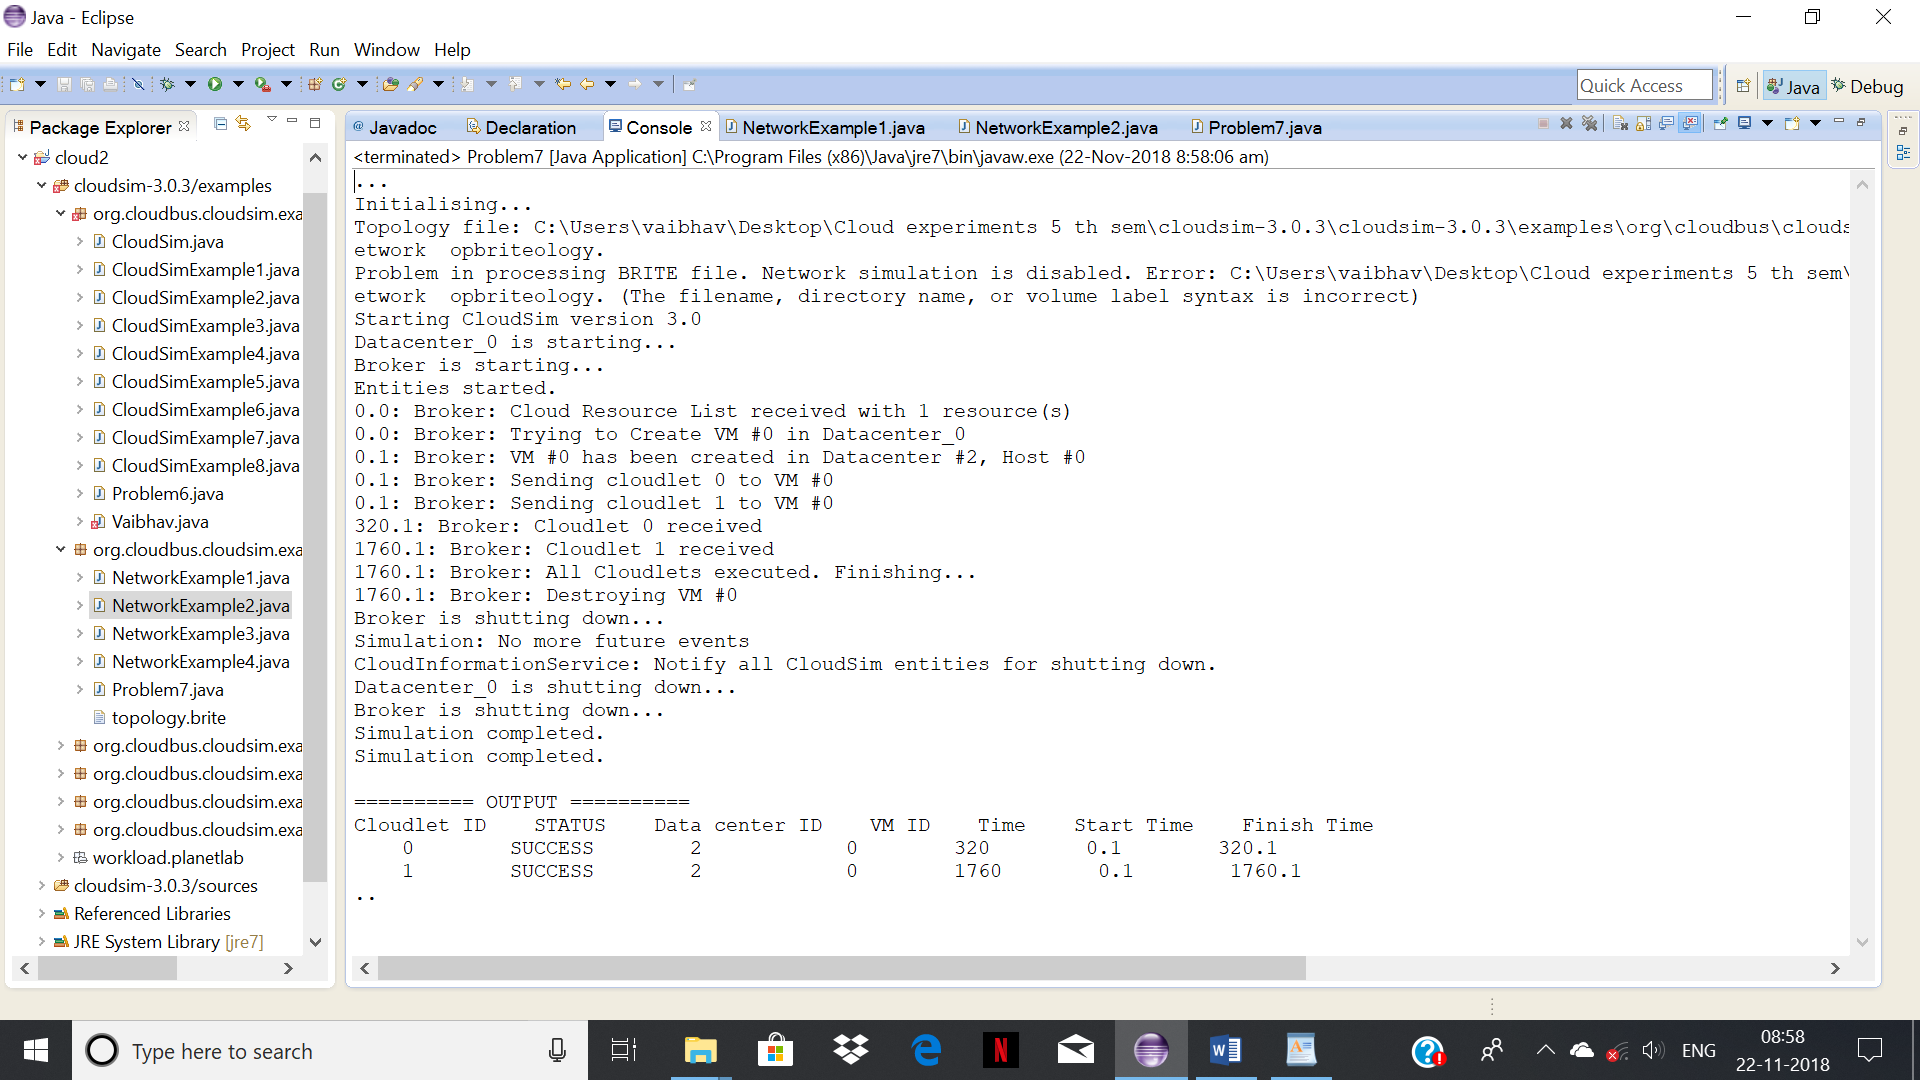 Java - Eclipse
File Edit Navigate Search Project Run Window Help
Quick Access
Java
Debug
Package Explorer
cloud2
cloudsim-3.0.3/examples
org.cloudbus.cloudsim.exa
CloudSim.java
CloudSimExample1.java
CloudSimExample2.java
CloudSimExample3.java
CloudSimExample4.java
CloudSimExample5.java
CloudSimExample6.java
CloudSimExample7.java
CloudSimExample8.java
Problem6.java
Vaibhav.java
org.cloudbus.cloudsim.exa
NetworkExample1.java
NetworkExample2.java
NetworkExample3.java
NetworkExample4.java
Problem7.java
topology.brite
org.cloudbus.cloudsim.exa
org.cloudbus.cloudsim.exa
org.cloudbus.cloudsim.exa
org.cloudbus.cloudsim.exa
workload.planetlab
cloudsim-3.0.3/sources
Referenced Libraries
JRE System Library [jre7]
Javadoc Declaration Console NetworkExample1.java NetworkExample2.java Problem7.java
<terminated> Problem7 [Java Application] C:\Program Files (x86)\Java\jre7\bin\javaw.exe (22-Nov-2018 8:58:06 am)
...
Initialising...
Topology file: C:\Users\vaibhav\Desktop\Cloud experiments 5 th sem\cloudsim-3.0.3\cloudsim-3.0.3\examples\org\cloudbus\clouds
etwork  opbriteology.
Problem in processing BRITE file. Network simulation is disabled. Error: C:\Users\vaibhav\Desktop\Cloud experiments 5 th sem\
etwork  opbriteology. (The filename, directory name, or volume label syntax is incorrect)
Starting CloudSim version 3.0
Datacenter_0 is starting...
Broker is starting...
Entities started.
0.0: Broker: Cloud Resource List received with 1 resource(s)
0.0: Broker: Trying to Create VM #0 in Datacenter_0
0.1: Broker: VM #0 has been created in Datacenter #2, Host #0
0.1: Broker: Sending cloudlet 0 to VM #0
0.1: Broker: Sending cloudlet 1 to VM #0
320.1: Broker: Cloudlet 0 received
1760.1: Broker: Cloudlet 1 received
1760.1: Broker: All Cloudlets executed. Finishing...
1760.1: Broker: Destroying VM #0
Broker is shutting down...
Simulation: No more future events
CloudInformationService: Notify all CloudSim entities for shutting down.
Datacenter_0 is shutting down...
Broker is shutting down...
Simulation completed.
Simulation completed.
========== OUTPUT ==========
Cloudlet ID    STATUS    Data center ID    VM ID    Time    Start Time    Finish Time
0    SUCCESS    2    0    320    0.1    320.1
1    SUCCESS    2    0    1760    0.1    1760.1
..
Type here to search
ENG
08:58
22-11-2018